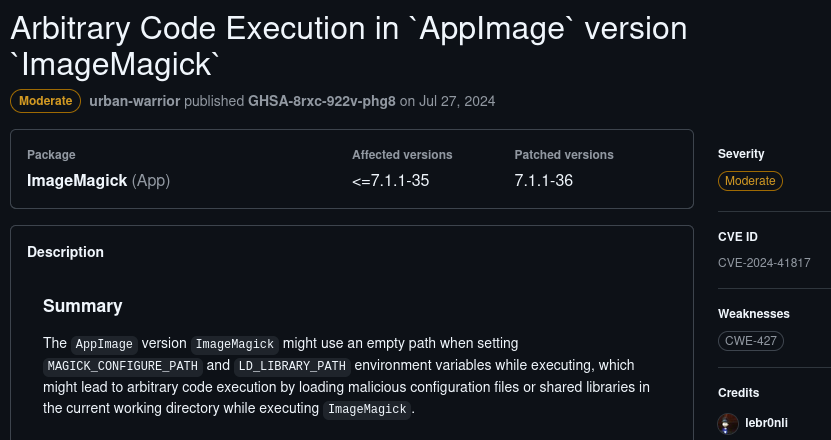 Arbitrary Code Execution in `AppImage` version
`ImageMagick`
Moderate urban-warrior published GHSA-8rxc-922v-phg8 on Jul 27, 2024
Package Affected versions Patched versions
ImageMagick (App) <=7.1.1-35 7.1.1-36
Description
Summary
The AppImage version ImageMagick might use an empty path when setting
MAGICK_CONFIGURE_PATH and LD_LIBRARY_PATH environment variables while executing, which
might lead to arbitrary code execution by loading malicious configuration files or shared libraries in
the current working directory while executing ImageMagick.
Severity
Moderate
CVE ID
CVE-2024-41817
Weaknesses
CWE-427
Credits
lebr0nli